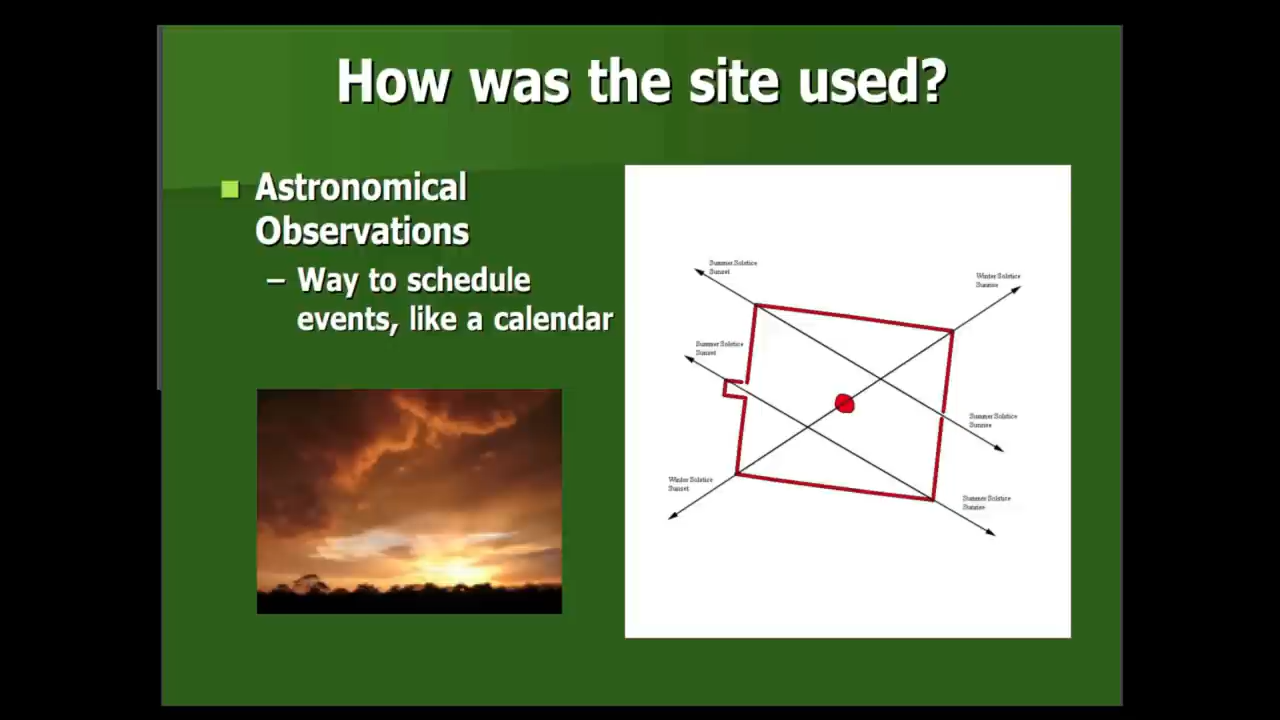 How was the site used?
Astronomical
Observations
– Way to schedule
events, like a calendar
Summer Solstice
Sunset
Winter Solstice
Sunrise
Summer Solstice
Sunset
Summer Solstice
Sunrise
Winter Solstice
Sunset
Summer Solstice
Sunrise